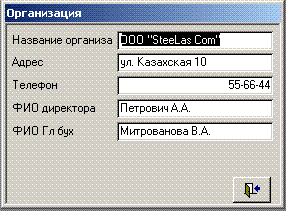 Организация
Название организа ООО "SteeLas Com"
Адрес ул. Казахская 10
Телефон 55-66-44
ФИО директора Петрович А.А.
ФИО Гл бух Митрованова В.А.